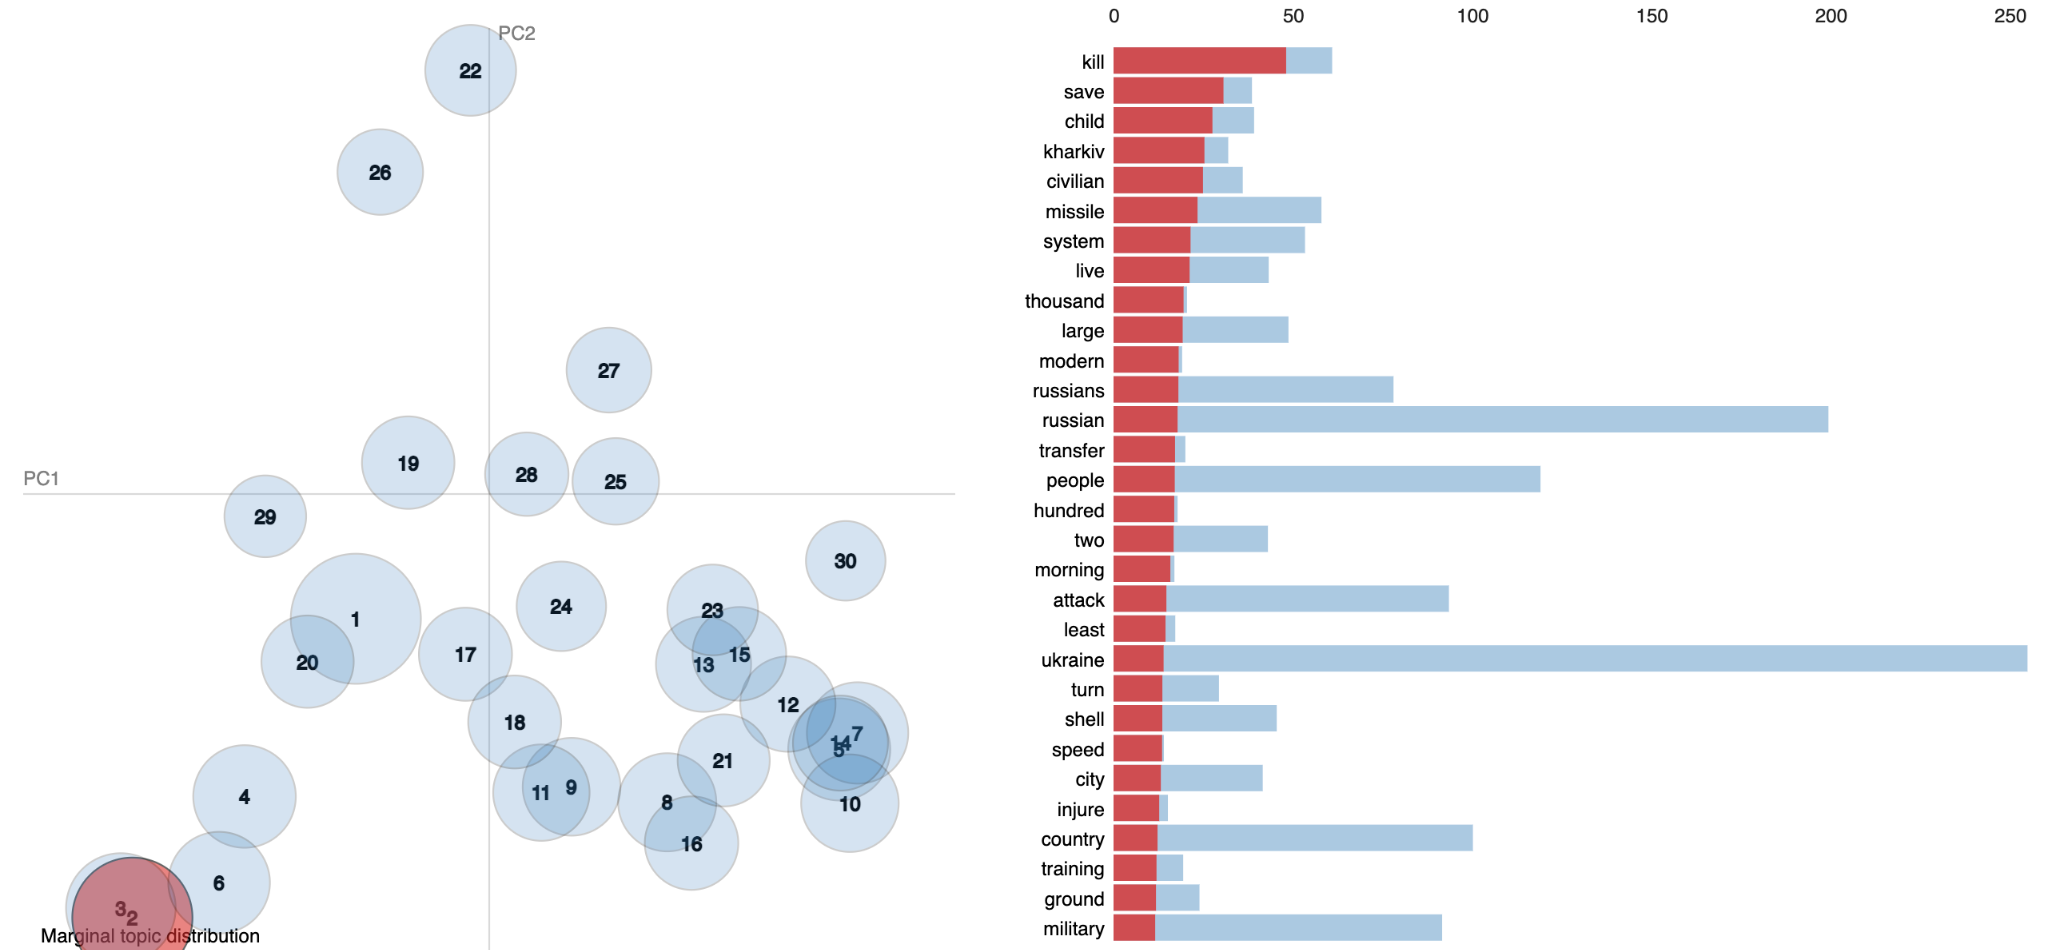 PC2
22
26
27
19
28
25
PC1
29
30
1
24
23
20
17
13
15
12
18
14
7
5
21
11
9
8
10
4
16
6
3
2
Marginal topic distribution
0 50 100 150 200 250
kill
save
child
kharkiv
civilian
missile
system
live
thousand
large
modern
russians
russian
transfer
people
hundred
two
morning
attack
least
ukraine
turn
shell
speed
city
injure
country
training
ground
military